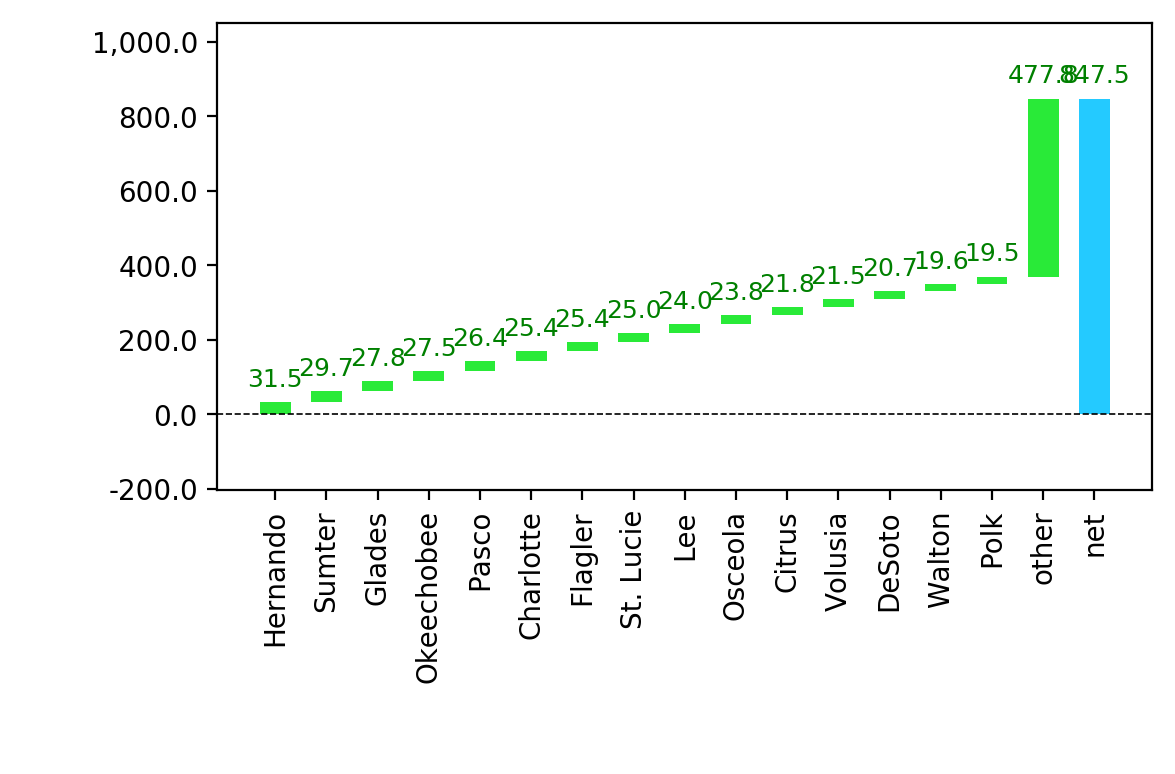 1,000.0
800.0
600.0
400.0
200.0
0.0
-200.0
31.5
29.7
27.8
27.5
26.4
25.4
25.4
25.0
24.0
23.8
21.8
21.5
20.7
19.6
19.5
477.8
847.5
Hernando
Sumter
Glades
Okeechobee
Pasco
Charlotte
Flagler
St. Lucie
Lee
Osceola
Citrus
Volusia
DeSoto
Walton
Polk
other
net